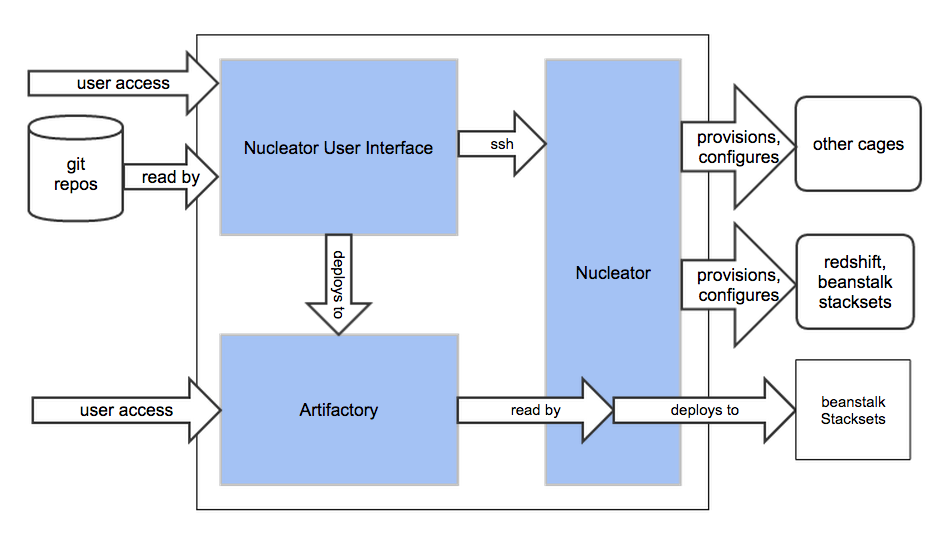 user access
Nucleator User Interface
ssh
provisions,
configures
other cages
git
repos
read by
deploys to
Nucleator
provisions,
configures
redshift,
beanstalk
stacksets
user access
Artifactory
read by
deploys to
beanstalk
Stacksets